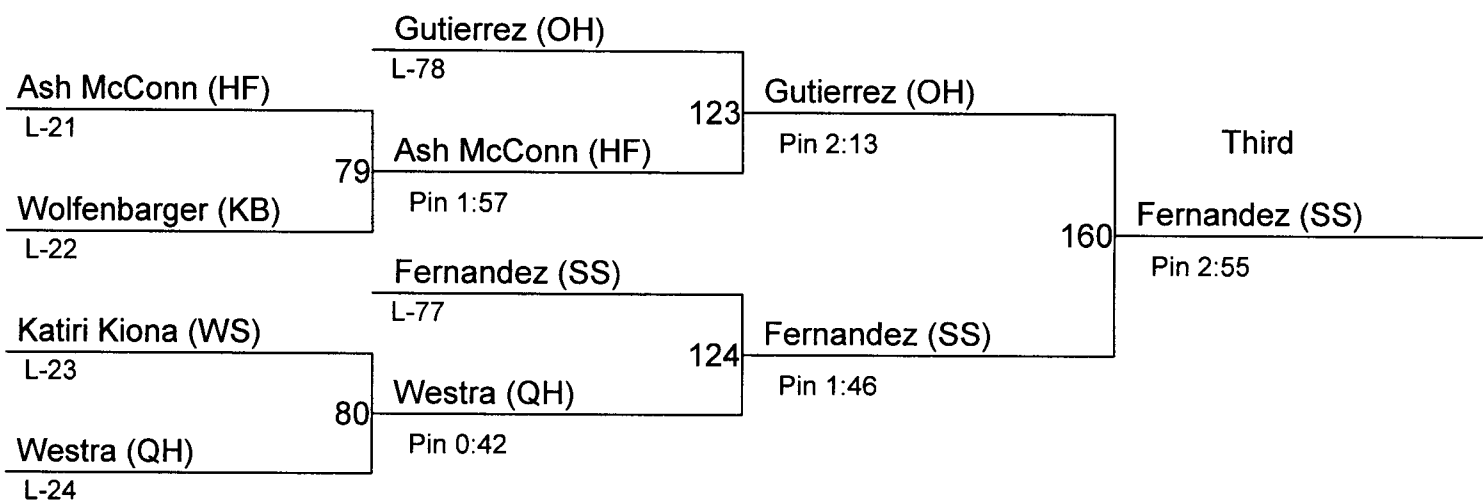 Gutierrez (OH)
L-78
Ash McConn (HF)
L-21
123
Gutierrez (OH)
Pin 2:13
Third
79
Ash McConn (HF)
Pin 1:57
Wolfenbarger (KB)
L-22
160
Fernandez (SS)
Pin 2:55
Fernandez (SS)
L-77
Katiri Kiona (WS)
L-23
124
Fernandez (SS)
Pin 1:46
80
Westra (QH)
Pin 0:42
Westra (QH)
L-24